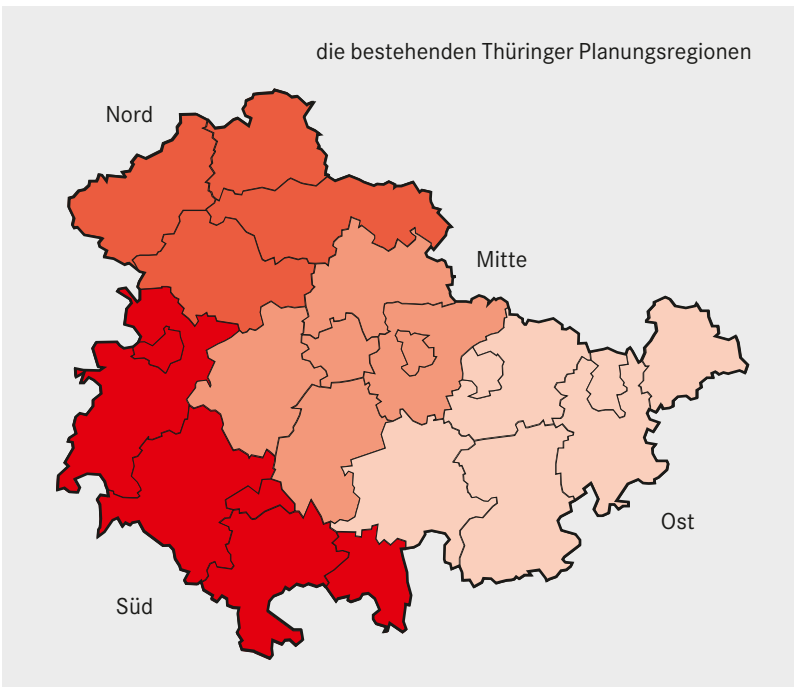 die bestehenden Thüringer Planungsregionen
Nord
Mitte
Ost
Süd